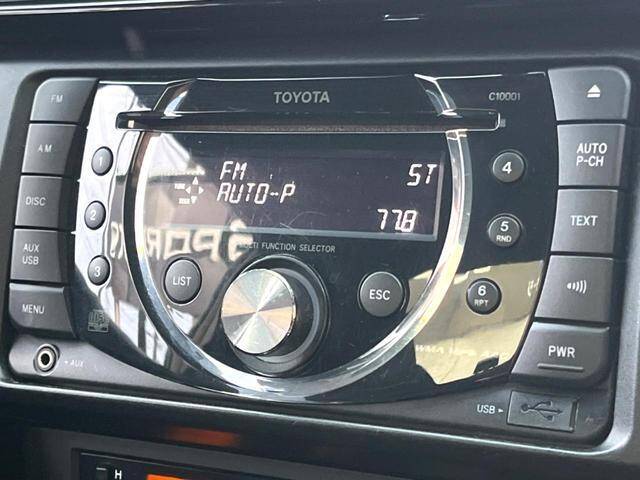 TOYOTA
C10001
FM
AM
DISC
AUX
USB
MENU
AUX
1
2
3
FM
ST
AUTO-P
77.8
MULTI FUNCTION SELECTOR
LIST
ESC
4
5
RND
6
RPT
AUTO
P-CH
TEXT
PWR
USB
H